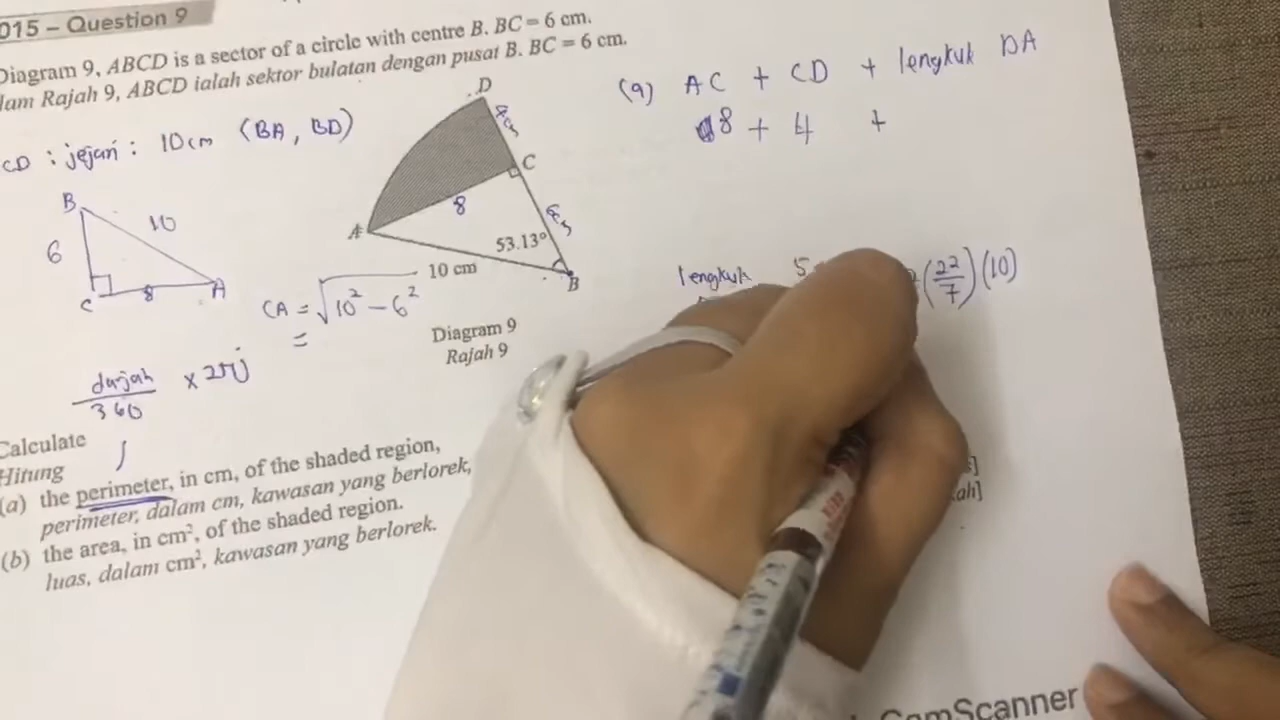 015 – Question 9
Diagram 9, ABCD is a sector of a circle with centre B. BC = 6 cm.
lam Rajah 9, ABCD ialah sektor bulatan dengan pusat B. BC = 6 cm.
CD : jejari : 10cm (BA, BD)
(a) AC + CD + lengkuk DA
8 + 4 +
D
4cm
C
8
A
53.13°
10 cm
B
B
10
6
C
8
A
CA = √10² – 6²
=
Diagram 9
Rajah 9
lengkuk
(22/7)(10)
darjah
360
x 2πj
Calculate
Hitung
(a) the perimeter, in cm, of the shaded region,
perimeter, dalam cm, kawasan yang berlorek,
(b) the area, in cm², of the shaded region.
luas, dalam cm², kawasan yang berlorek.
kah]
CamScanner